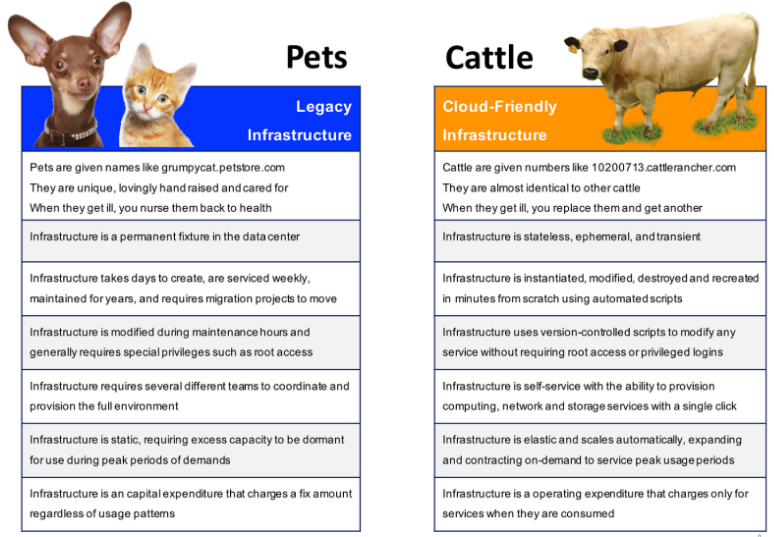 Pets
Legacy
Infrastructure
Pets are given names like grumpycat.petstore.com
They are unique, lovingly hand raised and cared for
When they get ill, you nurse them back to health
Infrastructure is a permanent fixture in the data center
Infrastructure takes days to create, are serviced weekly,
maintained for years, and requires migration projects to move
Infrastructure is modified during maintenance hours and
generally requires special privileges such as root access
Infrastructure requires several different teams to coordinate and
provision the full environment
Infrastructure is static, requiring excess capacity to be dormant
for use during peak periods of demands
Infrastructure is an capital expenditure that charges a fix amount
regardless of usage patterns
Cattle
Cloud-Friendly
Infrastructure
Cattle are given numbers like 10200713.cattlerancher.com
They are almost identical to other cattle
When they get ill, you replace them and get another
Infrastructure is stateless, ephemeral, and transient
Infrastructure is instantiated, modified, destroyed and recreated
in minutes from scratch using automated scripts
Infrastructure uses version-controlled scripts to modify any
service without requiring root access or privileged logins
Infrastructure is self-service with the ability to provision
computing, network and storage services with a single click
Infrastructure is elastic and scales automatically, expanding
and contracting on-demand to service peak usage periods
Infrastructure is a operating expenditure that charges only for
services when they are consumed